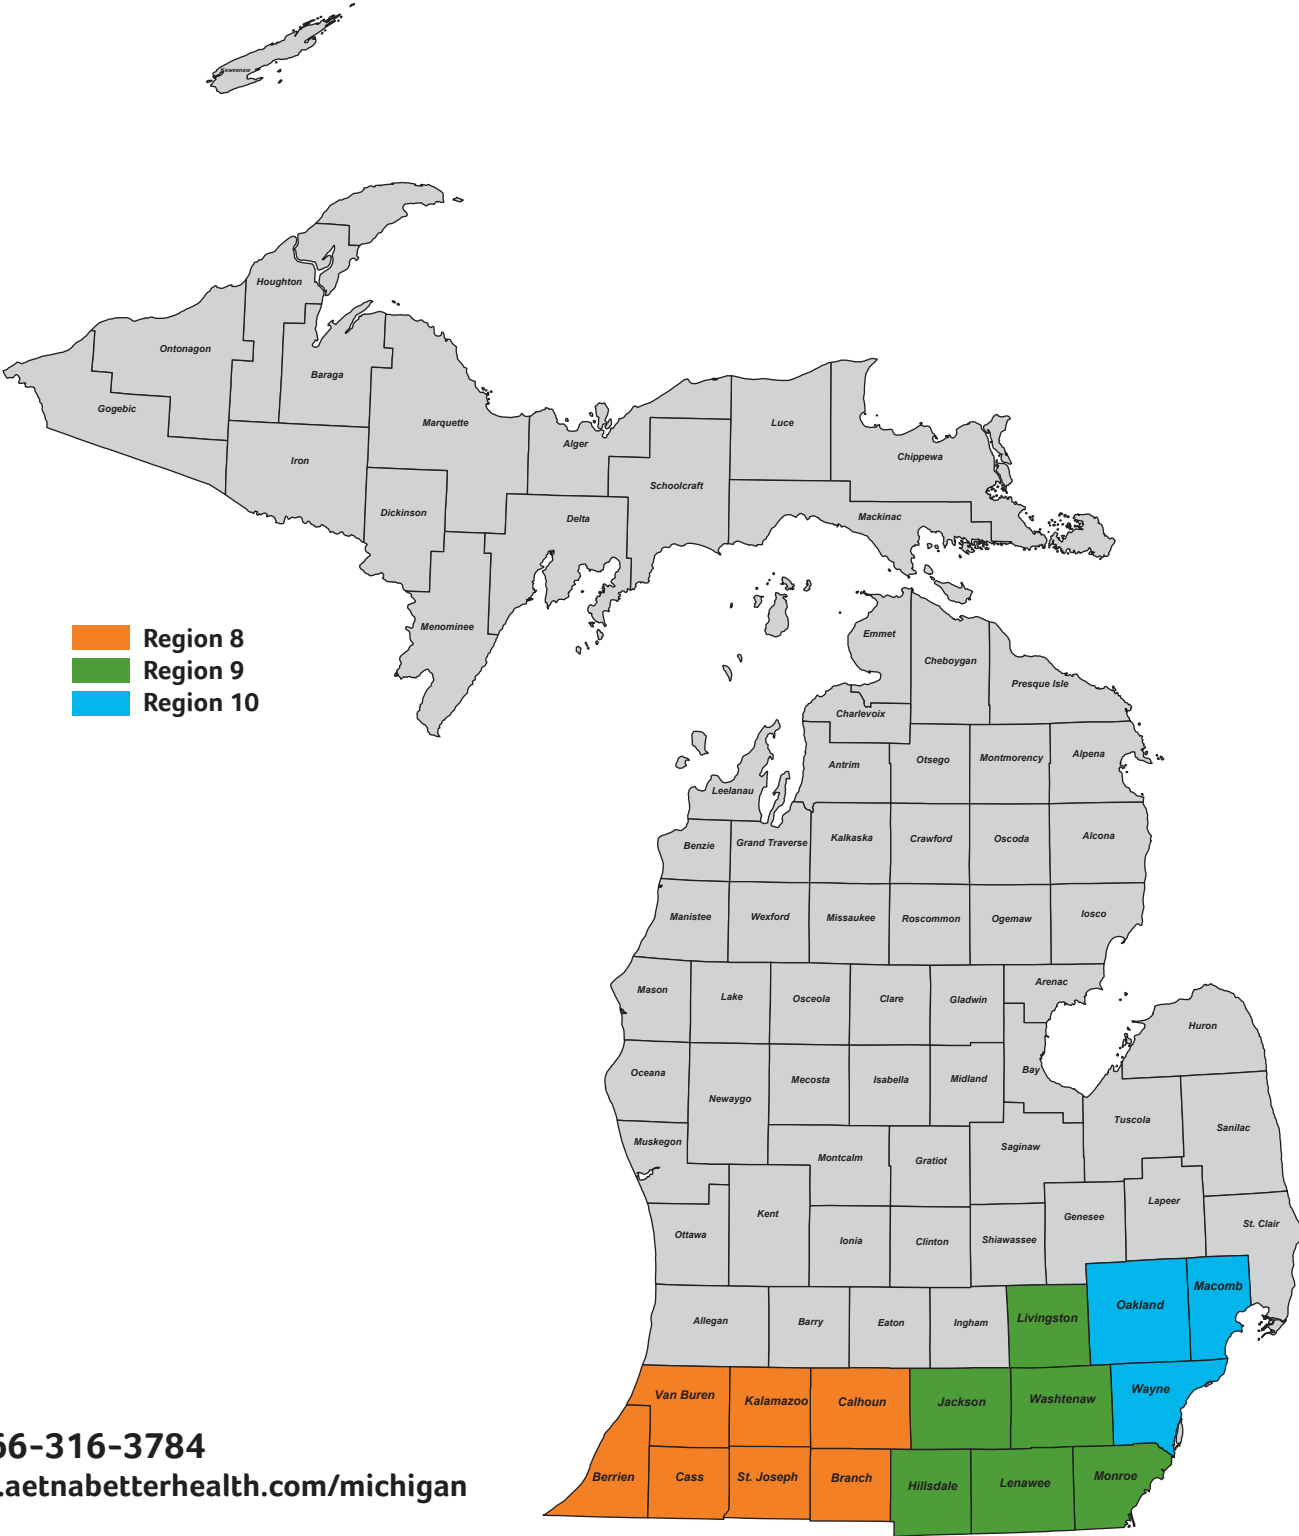 Keweenaw
Houghton
Ontonagon
Baraga
Gogebic
Marquette
Luce
Alger
Chippewa
Iron
Schoolcraft
Dickinson
Delta
Mackinac
Menominee
Region 8
Region 9
Region 10
Emmet
Cheboygan
Presque Isle
Charlevoix
Antrim
Otsego
Montmorency
Alpena
Leelanau
Benzie
Grand Traverse
Kalkaska
Crawford
Oscoda
Alcona
Manistee
Wexford
Missaukee
Roscommon
Ogemaw
Iosco
Mason
Lake
Osceola
Clare
Gladwin
Arenac
Huron
Oceana
Newaygo
Mecosta
Isabella
Midland
Bay
Tuscola
Sanilac
Muskegon
Montcalm
Gratiot
Saginaw
Kent
Genesee
Lapeer
St. Clair
Ottawa
Ionia
Clinton
Shiawassee
Allegan
Barry
Eaton
Ingham
Livingston
Oakland
Macomb
Van Buren
Kalamazoo
Calhoun
Jackson
Washtenaw
Wayne
Berrien
Cass
St. Joseph
Branch
Hillsdale
Lenawee
Monroe
66-316-3784
.aetnabetterhealth.com/michigan